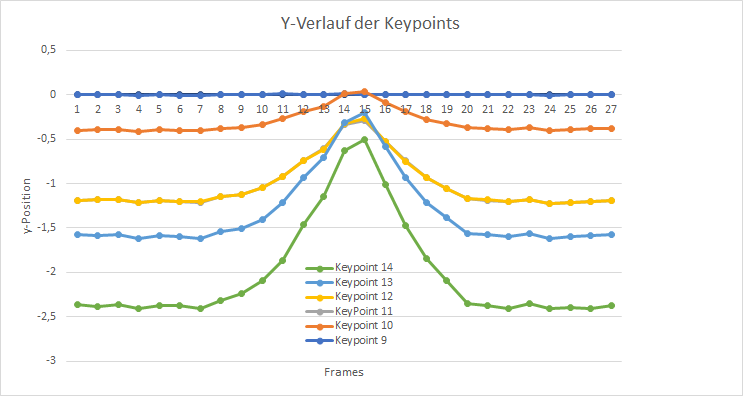 Y-Verlauf der Keypoints
0,5
0
1 2 3 4 5 6 7 8 9 10 11 12 13 14 15 16 17 18 19 20 21 22 23 24 25 26 27
-0,5
-1
-1,5
-2
-2,5
-3
y-Position
Keypoint 14
Keypoint 13
Keypoint 12
KeyPoint 11
Keypoint 10
Keypoint 9
Frames